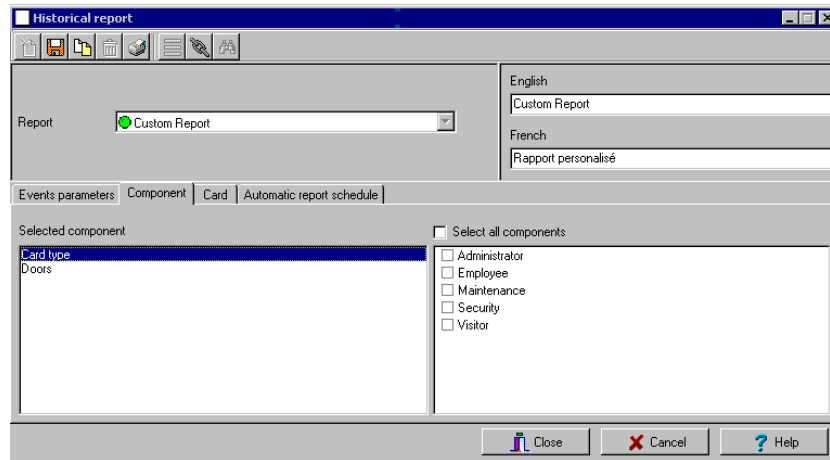 Historical report
English
Custom Report
Report
Custom Report
French
Rapport personalisé
Events parameters
Component
Card
Automatic report schedule
Selected component
Select all components
Card type
Doors
Administrator
Employee
Maintenance
Security
Visitor
Close
Cancel
? Help